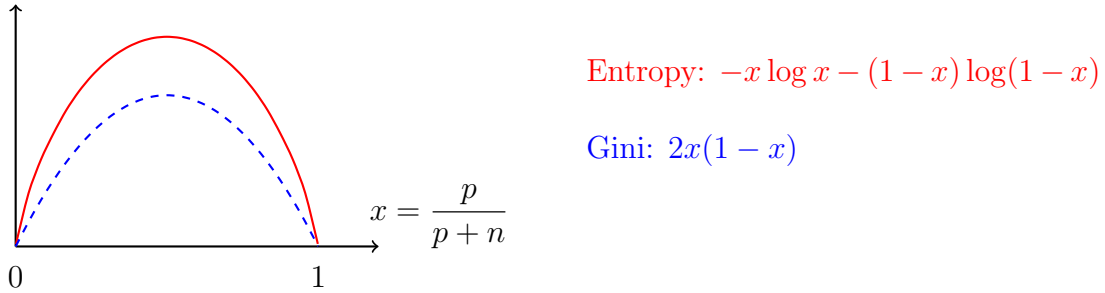 Entropy: −x log x − (1 − x) log(1 − x)
Gini: 2x(1 − x)
x = p / (p + n)
0 1